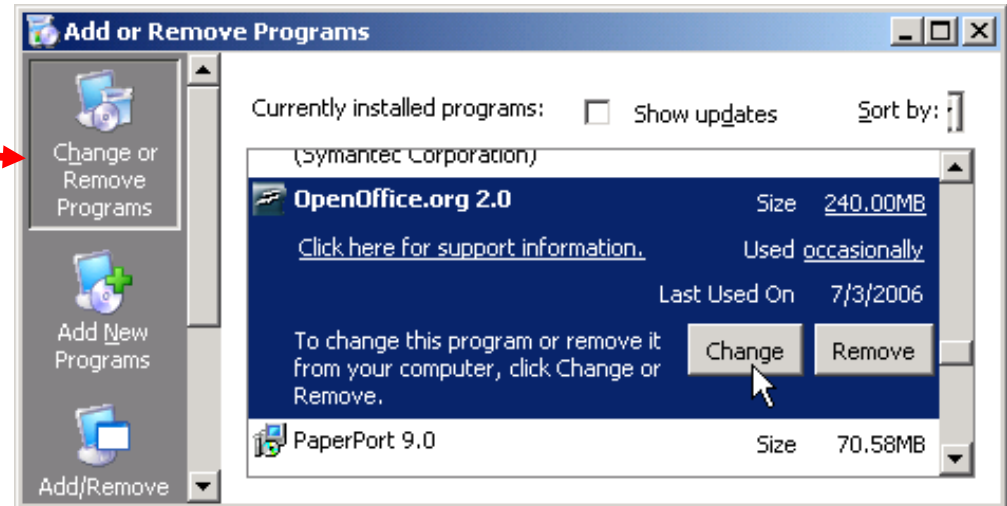 Add or Remove Programs
Change or
Remove
Programs
Add New
Programs
Add/Remove
Currently installed programs: Show updates Sort by:
(Symantec Corporation)
OpenOffice.org 2.0 Size 240.00MB
Click here for support information. Used occasionally
Last Used On 7/3/2006
To change this program or remove it
from your computer, click Change or
Remove.
Change Remove
PaperPort 9.0 Size 70.58MB